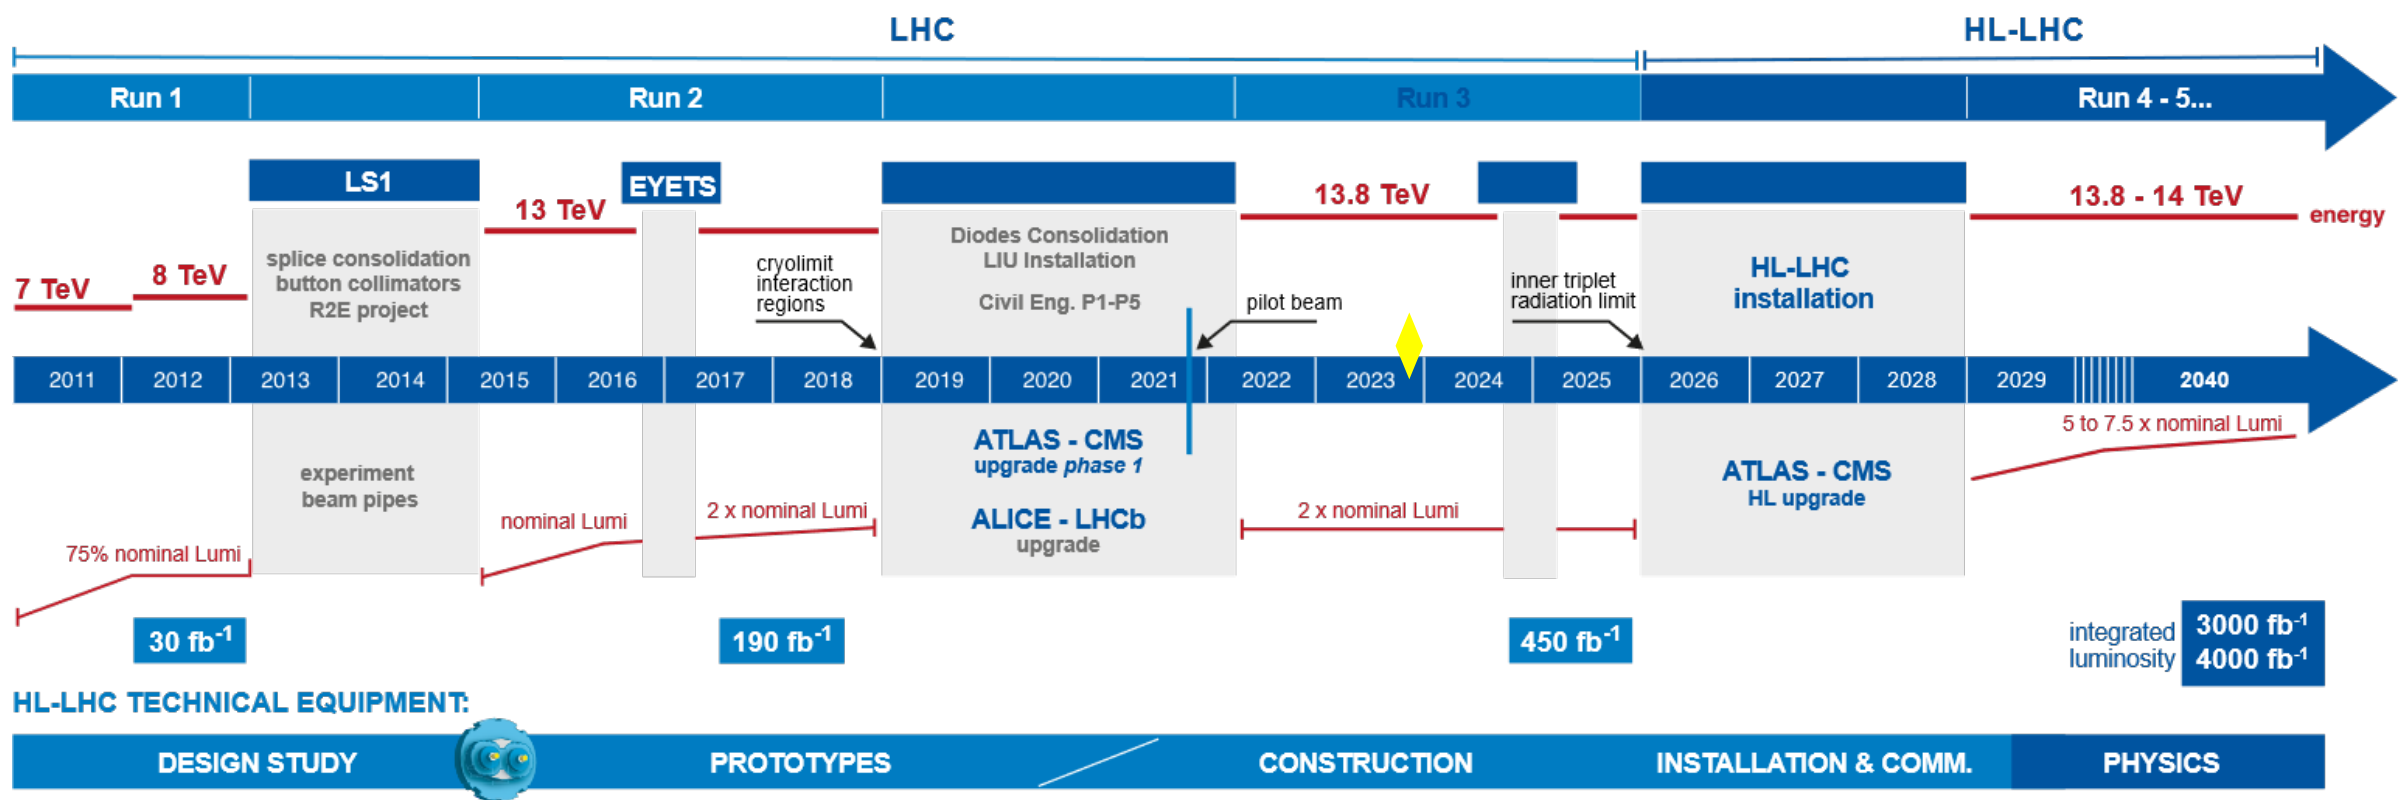 LHC
HL-LHC
Run 1
Run 2
Run 3
Run 4 - 5...
LS1
EYETS
13 TeV
13.8 TeV
13.8 - 14 TeV
energy
7 TeV
8 TeV
splice consolidation
button collimators
R2E project
cryolimit
interaction
regions
Diodes Consolidation
LIU Installation
Civil Eng. P1-P5
pilot beam
inner triplet
radiation limit
HL-LHC
installation
2011
2012
2013
2014
2015
2016
2017
2018
2019
2020
2021
2022
2023
2024
2025
2026
2027
2028
2029
2040
experiment
beam pipes
ATLAS - CMS
upgrade phase 1
ALICE - LHCb
upgrade
ATLAS - CMS
HL upgrade
5 to 7.5 x nominal Lumi
75% nominal Lumi
nominal Lumi
2 x nominal Lumi
2 x nominal Lumi
30 fb⁻¹
190 fb⁻¹
450 fb⁻¹
integrated
luminosity
3000 fb⁻¹
4000 fb⁻¹
HL-LHC TECHNICAL EQUIPMENT:
DESIGN STUDY
PROTOTYPES
CONSTRUCTION
INSTALLATION & COMM.
PHYSICS